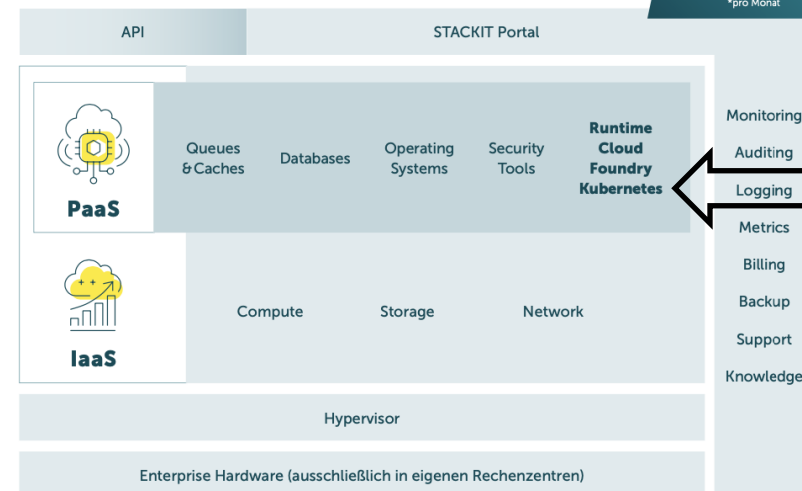 *pro Monat
API
STACKIT Portal
PaaS
Queues
& Caches
Databases
Operating
Systems
Security
Tools
Runtime
Cloud
Foundry
Kubernetes
IaaS
Compute
Storage
Network
Hypervisor
Enterprise Hardware (ausschließlich in eigenen Rechenzentren)
Monitoring
Auditing
Logging
Metrics
Billing
Backup
Support
Knowledge